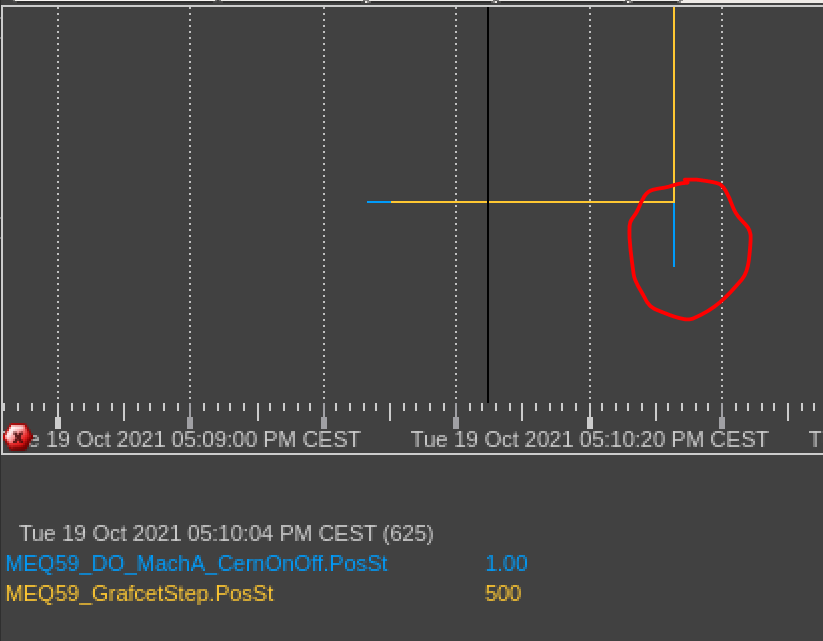 e 19 Oct 2021 05:09:00 PM CEST
Tue 19 Oct 2021 05:10:20 PM CEST
T
Tue 19 Oct 2021 05:10:04 PM CEST (625)
MEQ59_DO_MachA_CernOnOff.PosSt 1.00
MEQ59_GrafcetStep.PosSt 500